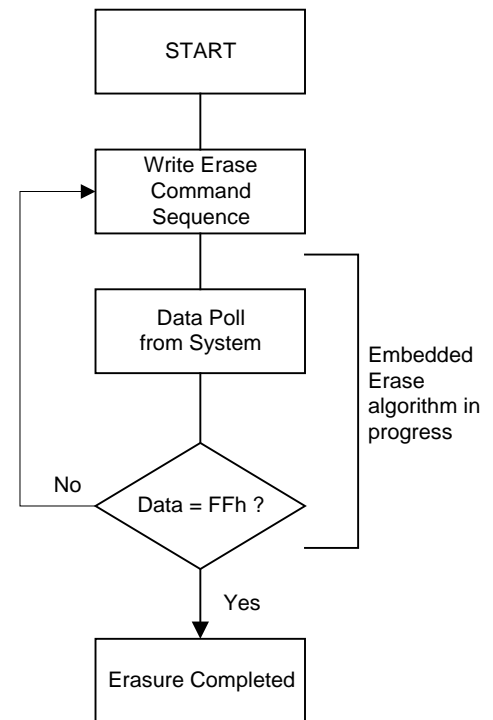 START
Write Erase
Command
Sequence
Data Poll
from System
Embedded
Erase
algorithm in
progress
No
Data = FFh ?
Yes
Erasure Completed